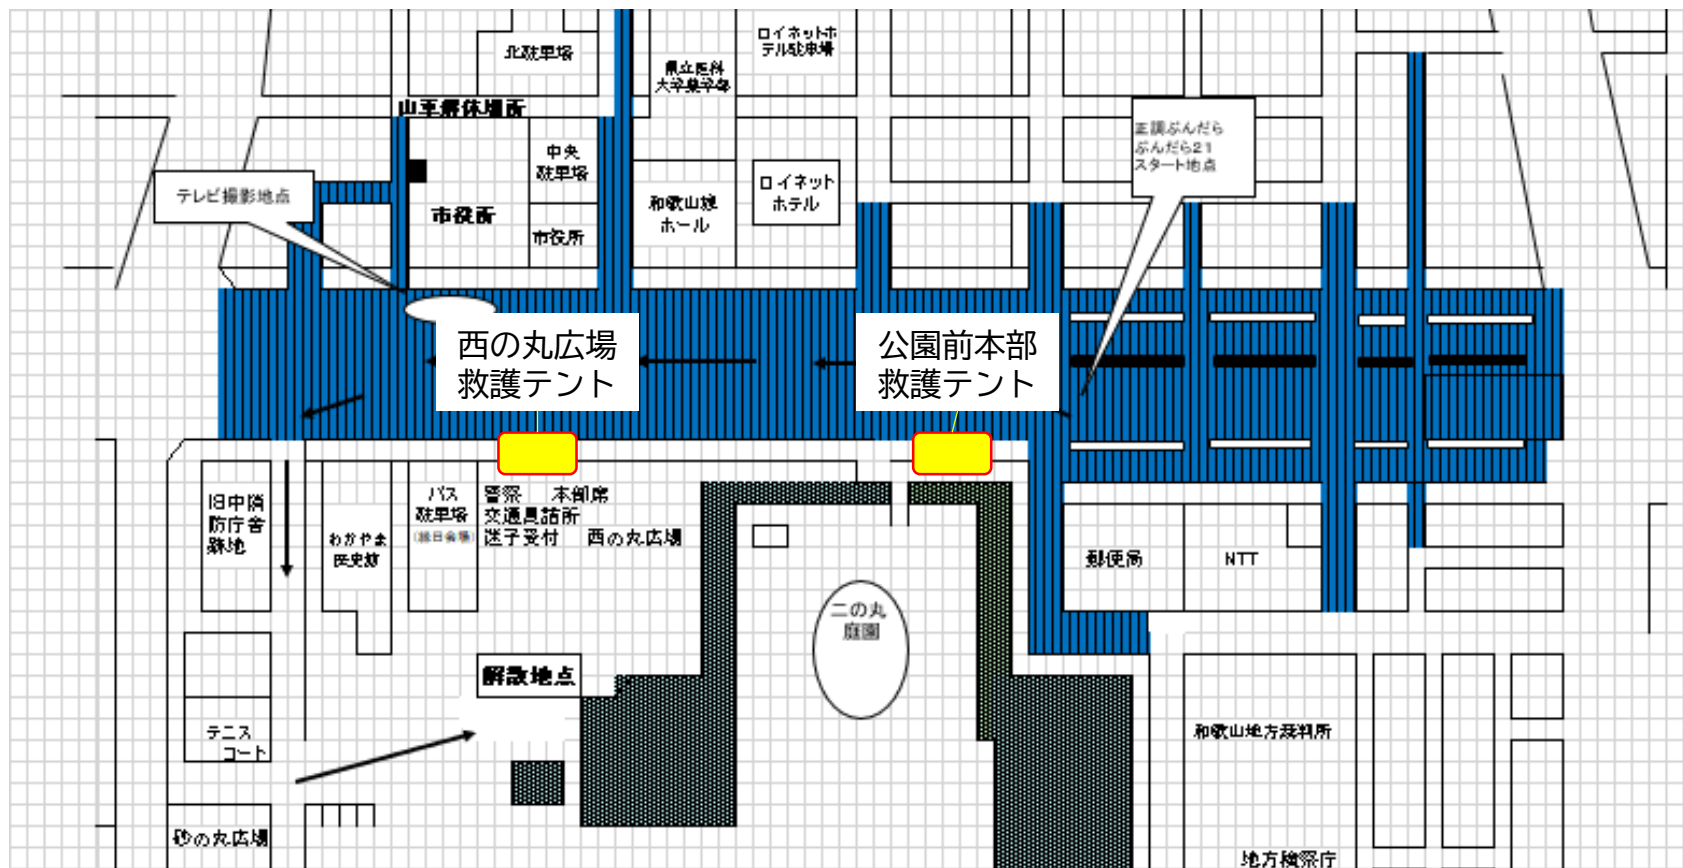 北駐車場
ロイネットホ
テル駐車場
県立医科
大学薬学部
山車解体場所
正調ぶんだら
ぶんだら21
スタート地点
中央
駐車場
テレビ撮影地点
市役所
市役所
和歌山城
ホール
ロイネット
ホテル
西の丸広場
救護テント
公園前本部
救護テント
旧中消
防庁舎
跡地
わかやま
歴史館
バス
駐車場
(縁日会場)
警察 本部席
交通員詰所
迷子受付 西の丸広場
郵便局
NTT
二の丸
庭園
解散地点
テニス
コート
和歌山地方裁判所
砂の丸広場
地方検察庁